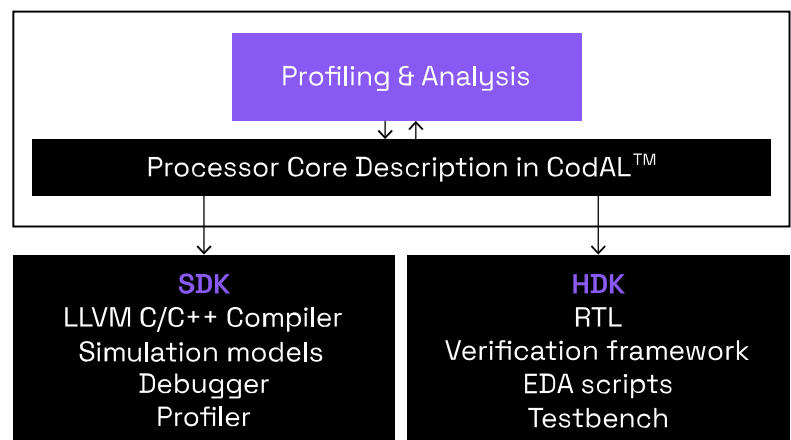 Profiling & Analysis
Processor Core Description in CodAL™
SDK
LLVM C/C++ Compiler
Simulation models
Debugger
Profiler
HDK
RTL
Verification framework
EDA scripts
Testbench